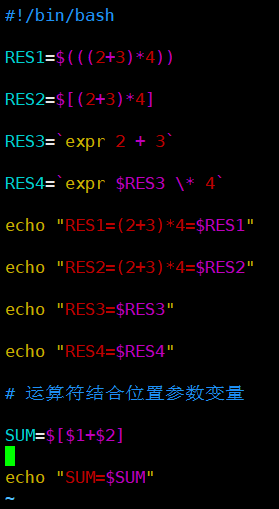 #!/bin/bash
RES1=$(((2+3)*4))
RES2=$[(2+3)*4]
RES3=`expr 2 + 3`
RES4=`expr $RES3 \* 4`
echo "RES1=(2+3)*4=$RES1"
echo "RES2=(2+3)*4=$RES2"
echo "RES3=$RES3"
echo "RES4=$RES4"
# 运算符结合位置参数变量
SUM=$[$1+$2]
echo "SUM=$SUM"
~